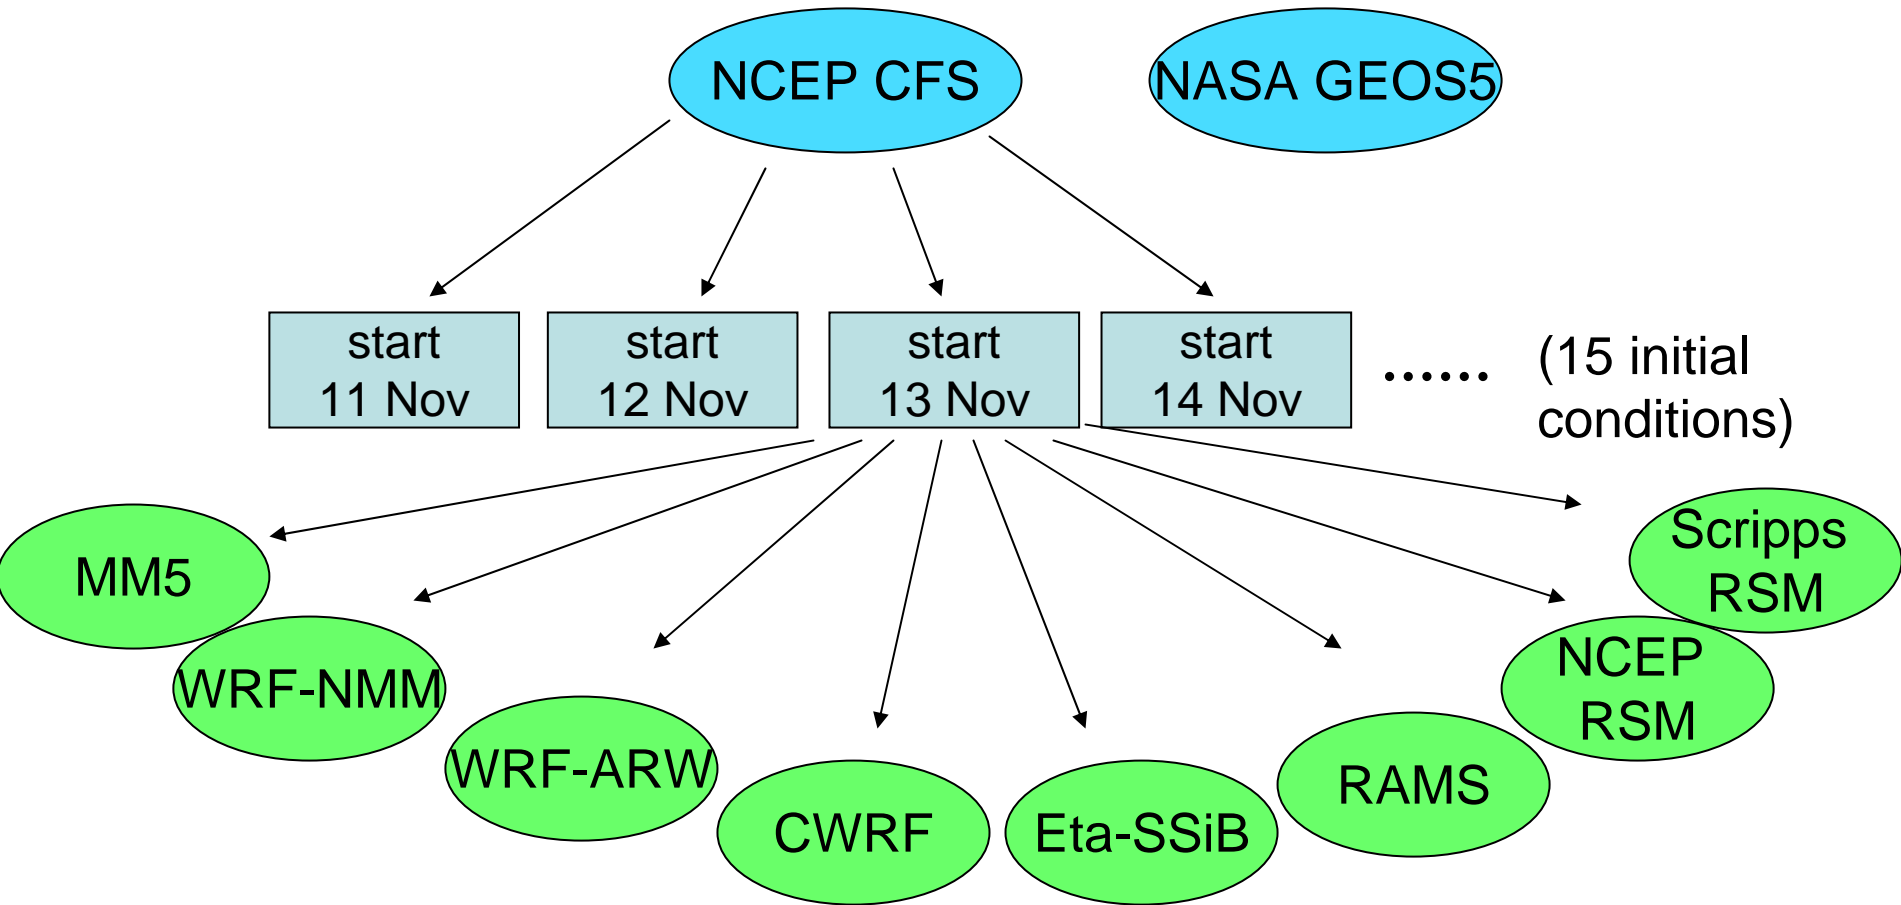 NCEP CFS
NASA GEOS5
start
11 Nov
start
12 Nov
start
13 Nov
start
14 Nov
......
(15 initial
conditions)
MM5
WRF-NMM
WRF-ARW
CWRF
Eta-SSiB
RAMS
NCEP
RSM
Scripps
RSM